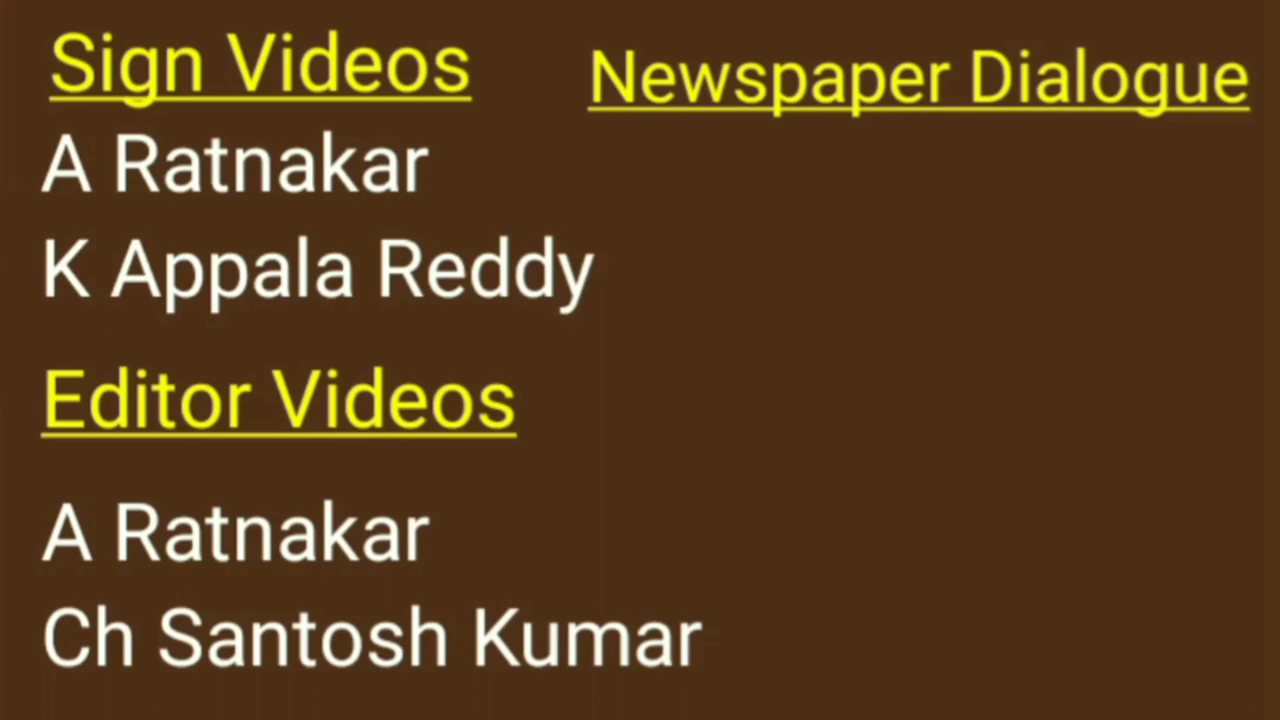 Sign Videos
Newspaper Dialogue
A Ratnakar
K Appala Reddy
Editor Videos
A Ratnakar
Ch Santosh Kumar